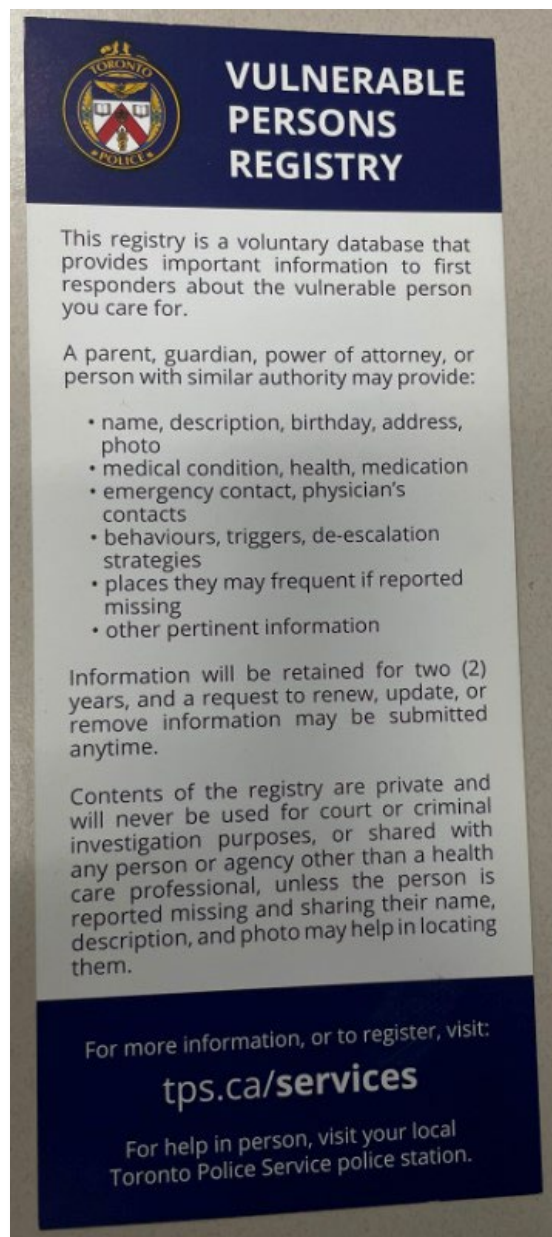 TORONTO
POLICE
VULNERABLE
PERSONS
REGISTRY
This registry is a voluntary database that
provides important information to first
responders about the vulnerable person
you care for.
A parent, guardian, power of attorney, or
person with similar authority may provide:
• name, description, birthday, address,
photo
• medical condition, health, medication
• emergency contact, physician's
contacts
• behaviours, triggers, de-escalation
strategies
• places they may frequent if reported
missing
• other pertinent information
Information will be retained for two (2)
years, and a request to renew, update, or
remove information may be submitted
anytime.
Contents of the registry are private and
will never be used for court or criminal
investigation purposes, or shared with
any person or agency other than a health
care professional, unless the person is
reported missing and sharing their name,
description, and photo may help in locating
them.
For more information, or to register, visit:
tps.ca/services
For help in person, visit your local
Toronto Police Service police station.